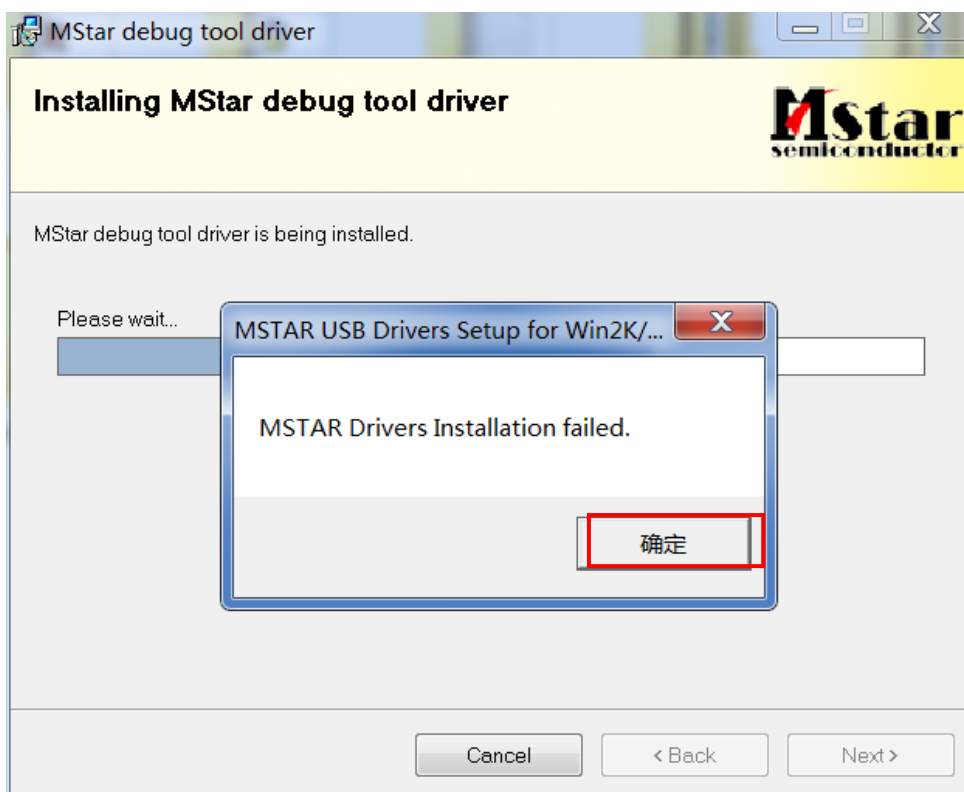 MStar debug tool driver
Installing MStar debug tool driver
MStar
semiconductor
MStar debug tool driver is being installed.
Please wait...
MSTAR USB Drivers Setup for Win2K/...
MSTAR Drivers Installation failed.
确定
Cancel
< Back
Next >